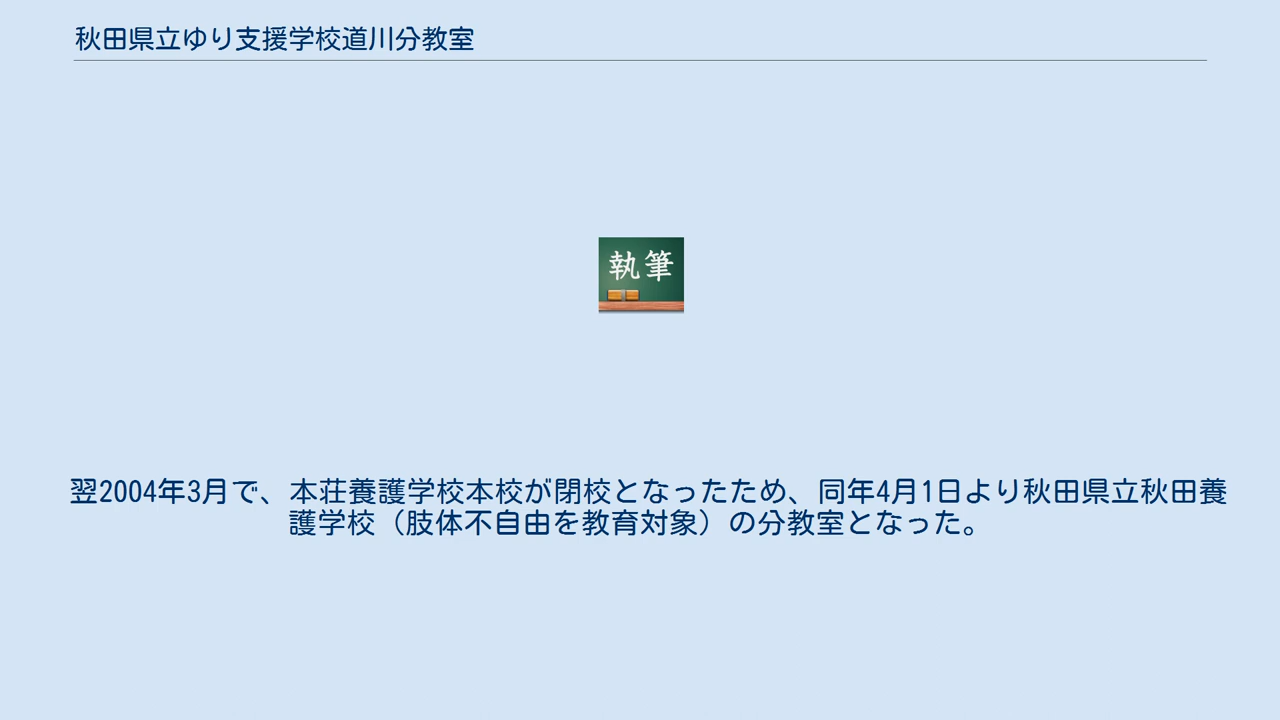 秋田県立ゆり支援学校道川分教室
執筆
翌2004年3月で、本荘養護学校本校が閉校となったため、同年4月1日より秋田県立秋田養
護学校（肢体不自由を教育対象）の分教室となった。